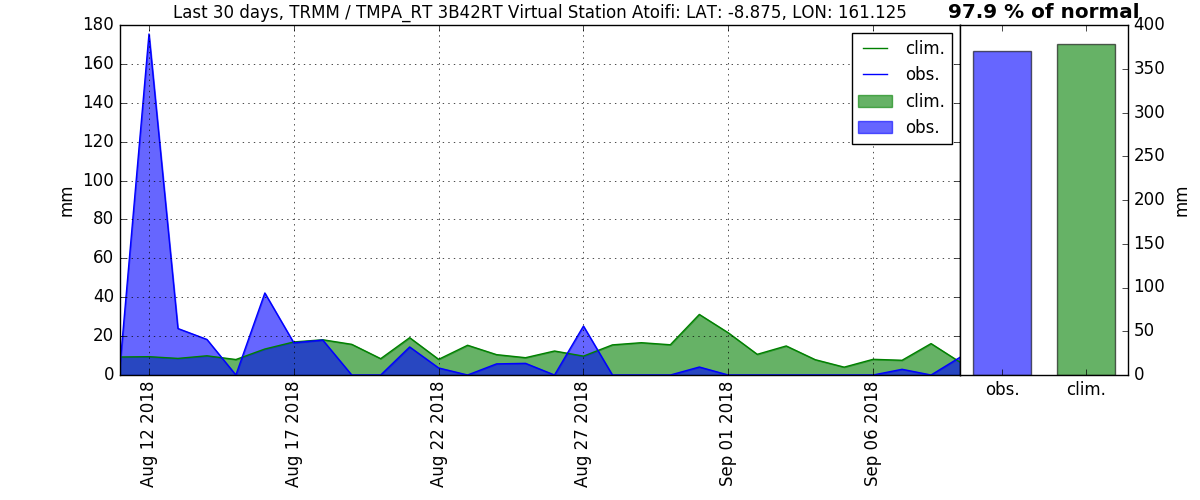 Last 30 days, TRMM / TMPA_RT 3B42RT Virtual Station Atoifi: LAT: -8.875, LON: 161.125
97.9 % of normal
180
160
140
120
100
80
60
40
20
0
mm
clim.
obs.
clim.
obs.
Aug 12 2018
Aug 17 2018
Aug 22 2018
Aug 27 2018
Sep 01 2018
Sep 06 2018
400
350
300
250
200
150
100
50
0
mm
obs.
clim.